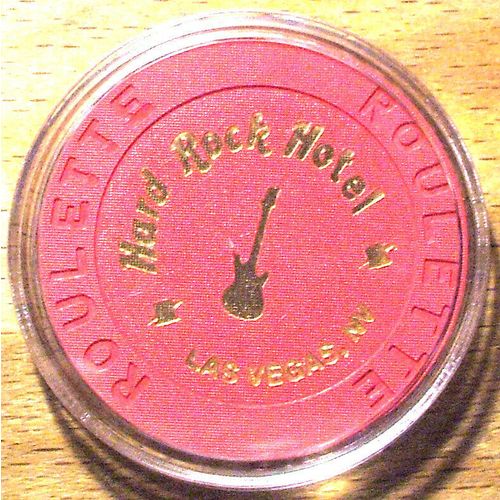 ROULETTE
ROULETTE
Hard Rock Hotel
LAS VEGAS, NV